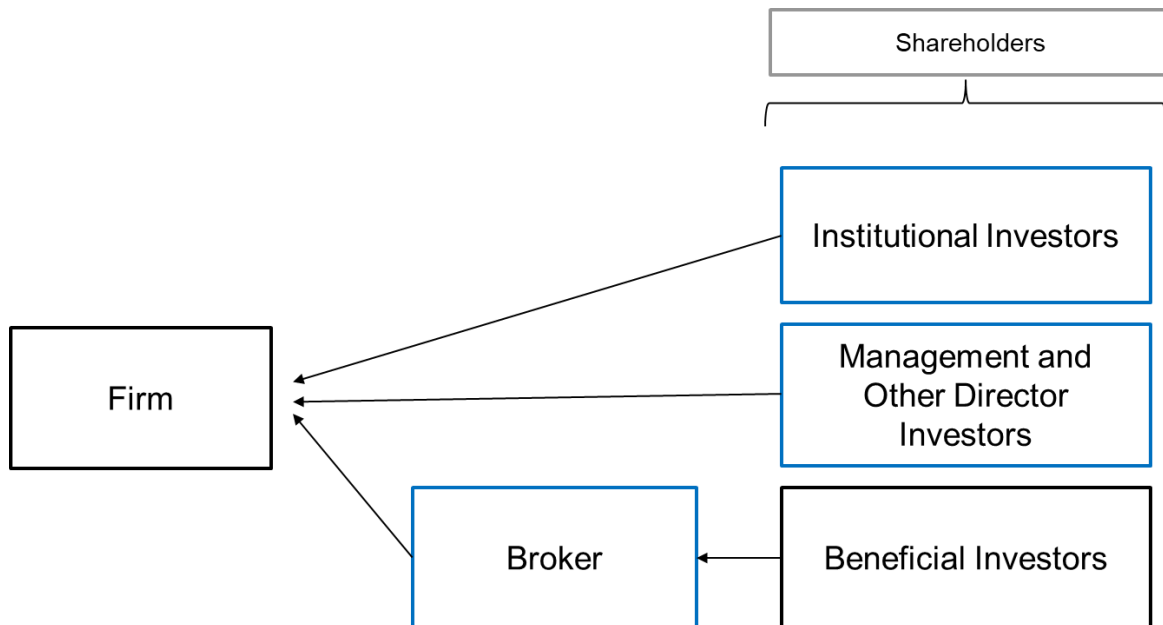 Shareholders
Institutional Investors
Management and
Other Director
Investors
Firm
Broker
Beneficial Investors